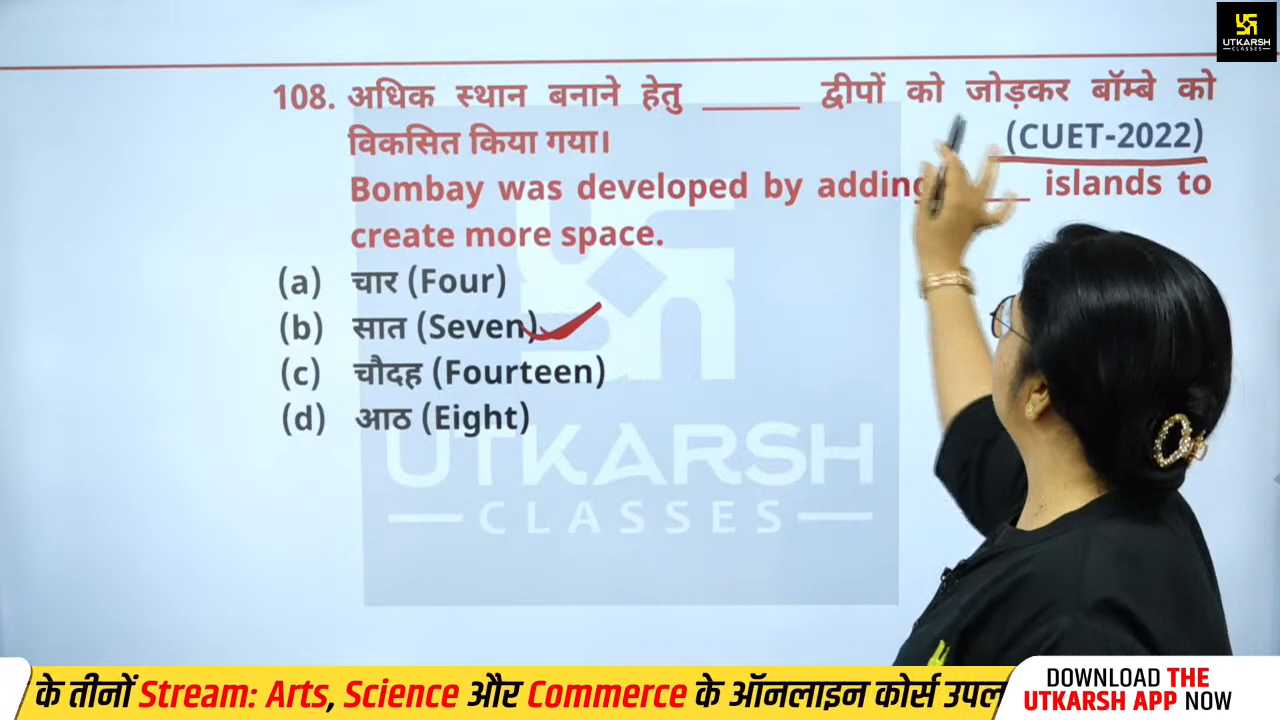 UTKARSH
CLASSES
108. अधिक स्थान बनाने हेतु ______ द्वीपों को जोड़कर बॉम्बे को
विकसित किया गया। (CUET-2022)
Bombay was developed by adding ___ islands to
create more space.
(a) चार (Four)
(b) सात (Seven)
(c) चौदह (Fourteen)
(d) आठ (Eight)
UTKARSH
CLASSES
के तीनों Stream: Arts, Science और Commerce के ऑनलाइन कोर्स
DOWNLOAD THE
UTKARSH APP NOW